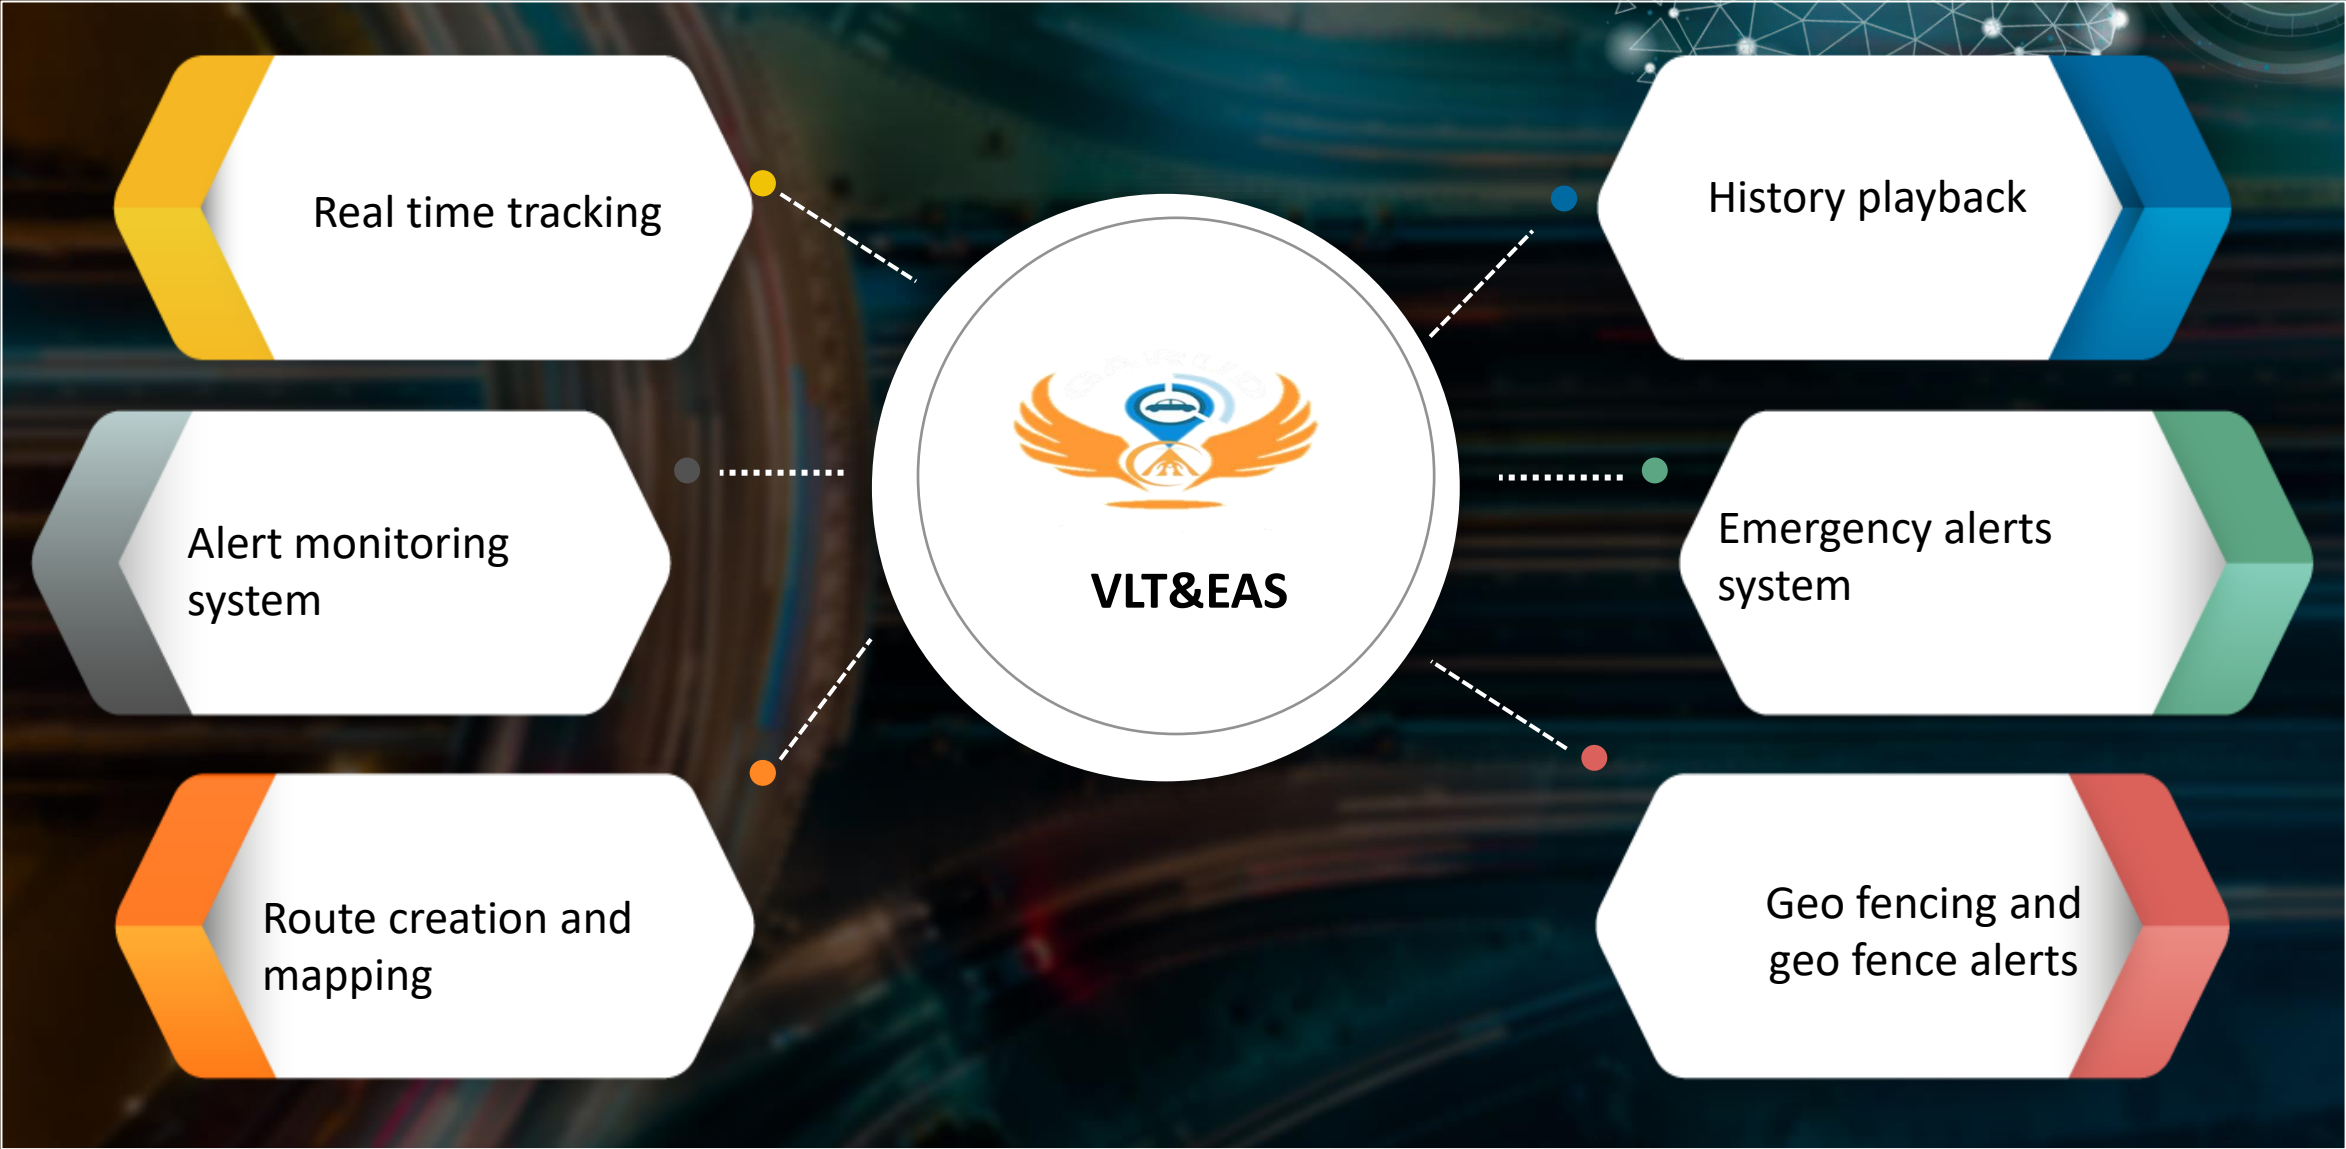 Real time tracking
History playback
Alert monitoring
system
VLT&EAS
Emergency alerts
system
Route creation and
mapping
Geo fencing and
geo fence alerts